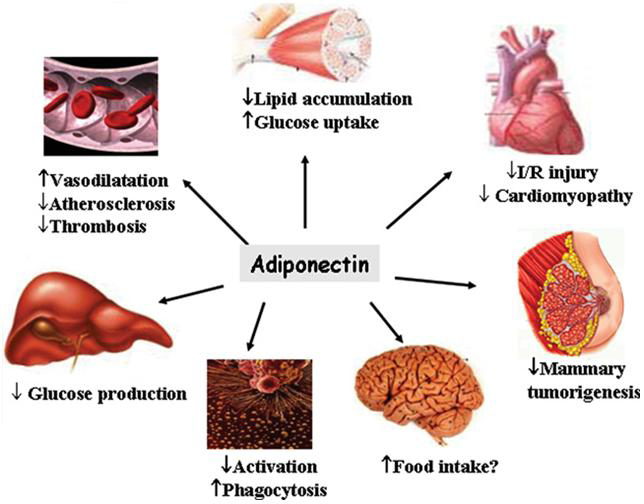 ↓Lipid accumulation
↑Glucose uptake
↑Vasodilatation
↓Atherosclerosis
↓Thrombosis
↓I/R injury
↓ Cardiomyopathy
Adiponectin
↓ Glucose production
↓Mammary
tumorigenesis
↓Activation
↑Phagocytosis
↑Food intake?